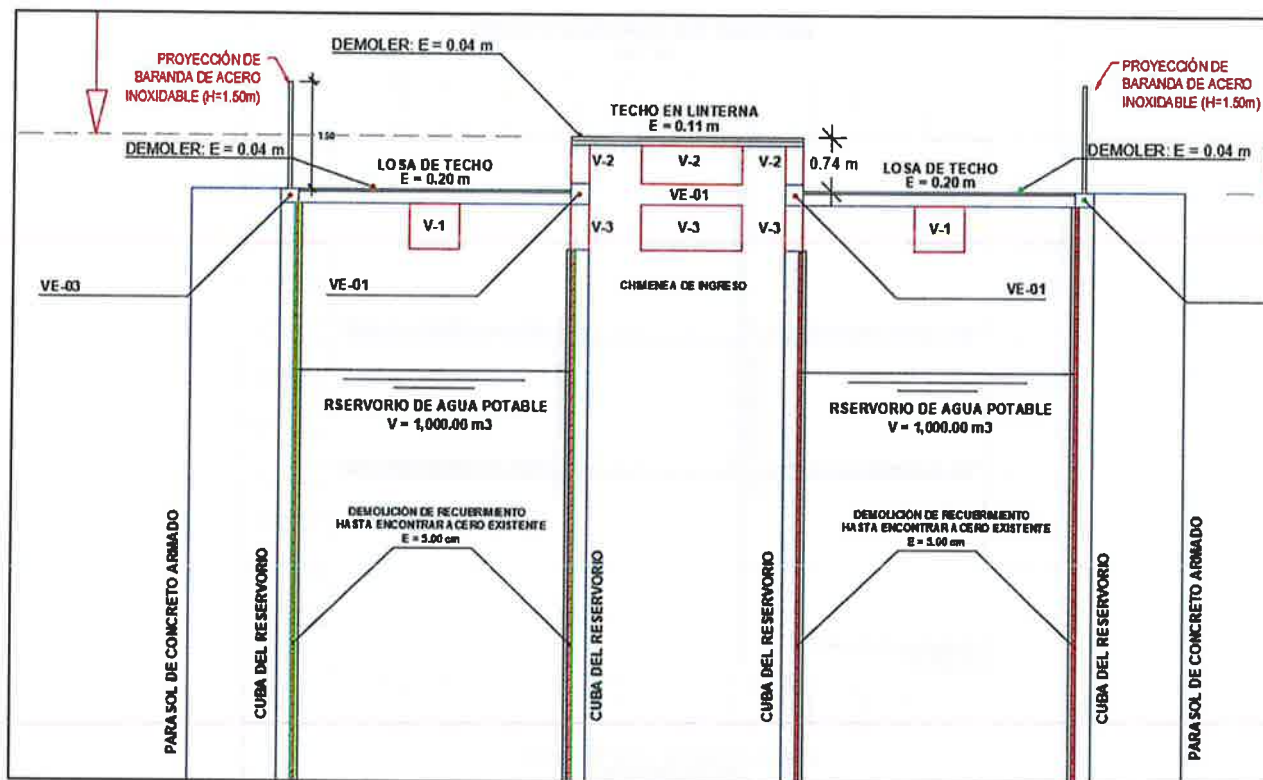 DEMOLER: E = 0.04 m
PROYECCIÓN DE
BARANDA DE ACERO
INOXIDABLE (H=1.50m)
PROYECCIÓN DE
BARANDA DE ACERO
INOXIDABLE (H=1.50m)
TECHO EN LINTERNA
E = 0.11 m
1.50
DEMOLER: E = 0.04 m
LOSA DE TECHO
E = 0.20 m
V-2
V-2
V-2
0.74 m
LOSA DE TECHO
E = 0.20 m
DEMOLER: E = 0.04 m
VE-01
V-1
V-3
V-3
V-3
V-1
VE-03
VE-01
CHIMENEA DE INGRESO
VE-01
RSERVORIO DE AGUA POTABLE
V = 1,000.00 m3
RSERVORIO DE AGUA POTABLE
V = 1,000.00 m3
DEMOLICIÓN DE RECUBRIMIENTO
HASTA ENCONTRAR ACERO EXISTENTE
E = 5.00 cm
DEMOLICIÓN DE RECUBRIMIENTO
HASTA ENCONTRAR ACERO EXISTENTE
E = 5.00 cm
PARASOL DE CONCRETO ARMADO
CUBA DEL RESERVORIO
CUBA DEL RESERVORIO
CUBA DEL RESERVORIO
CUBA DEL RESERVORIO
PARASOL DE CONCRETO ARMADO